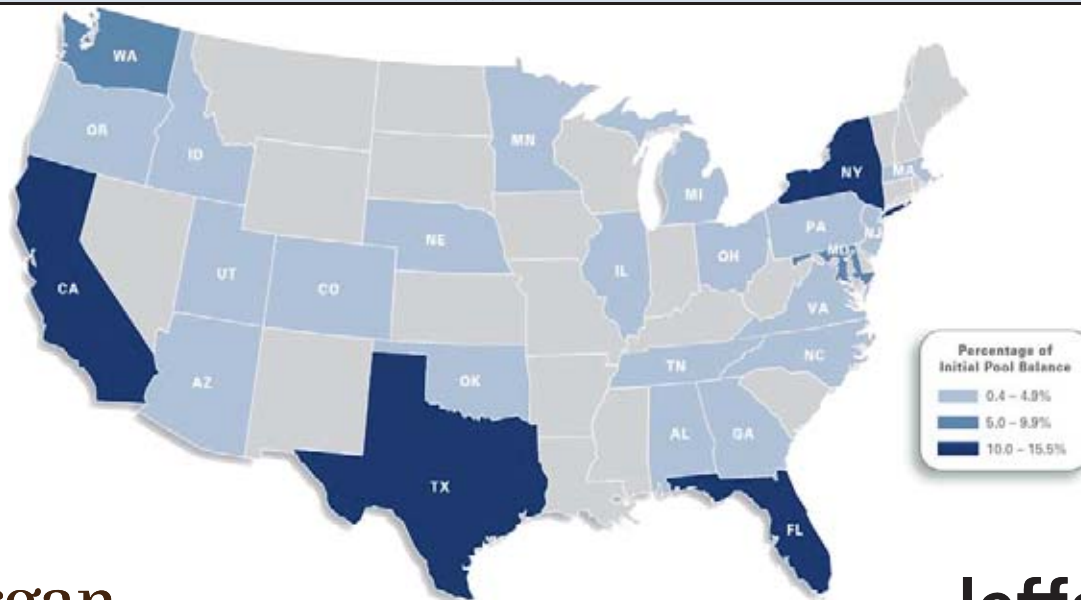 WA
OR
ID
MN
MI
NY
MA
PA
NJ
MD
OH
IL
NE
UT
CO
CA
VA
NC
TN
AZ
OK
AL
GA
TX
FL
Percentage of
Initial Pool Balance
0.4 – 4.9%
5.0 – 9.9%
10.0 – 15.5%